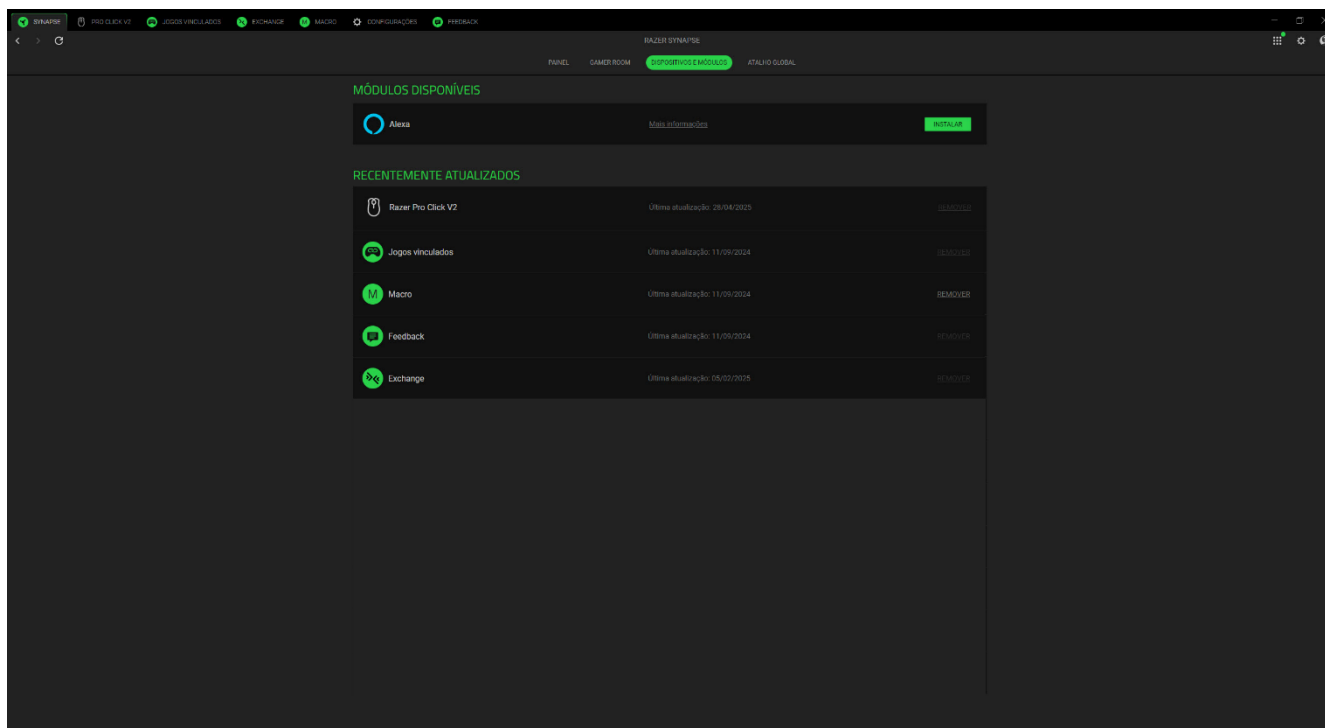 SYNAPSE PRO CLICK V2 JOGOS VINCULADOS EXCHANGE MACRO CONFIGURAÇÕES FEEDBACK
RAZER SYNAPSE
PAINEL GAMER ROOM DISPOSITIVOS E MÓDULOS ATALHO GLOBAL
MÓDULOS DISPONÍVEIS
Alexa Mais informações INSTALAR
RECENTEMENTE ATUALIZADOS
Razer Pro Click V2 Última atualização: 28/04/2025 REMOVER
Jogos vinculados Última atualização: 11/09/2024 REMOVER
M Macro Última atualização: 11/09/2024 REMOVER
Feedback Última atualização: 11/09/2024 REMOVER
Exchange Última atualização: 05/02/2025 REMOVER